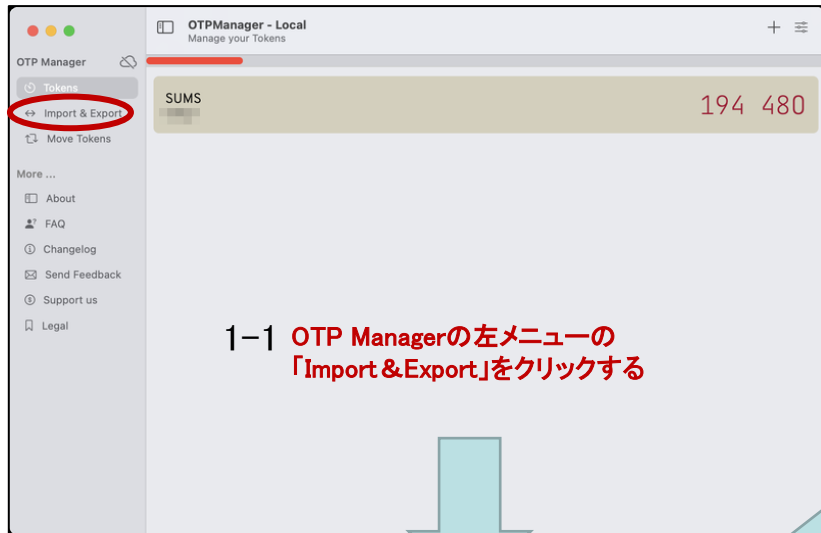 OTPManager - Local
Manage your Tokens
OTP Manager
Tokens
Import & Export
Move Tokens
More ...
About
FAQ
Changelog
Send Feedback
Support us
Legal
SUMS
194 480
1-1 OTP Managerの左メニューの
「Import＆Export」をクリックする